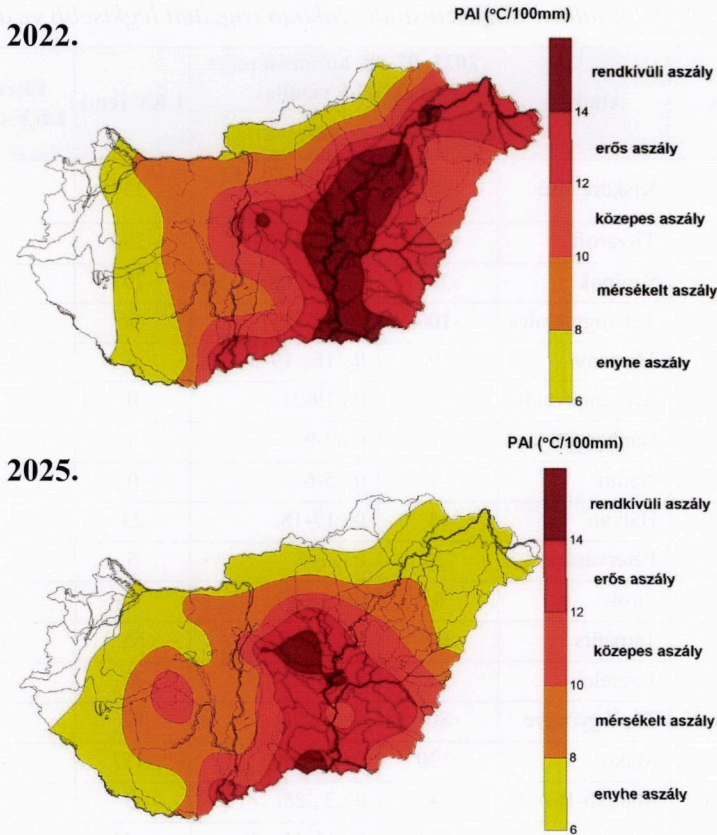 PAI (°C/100mm)
2022.
rendkívüli aszály
14
erős aszály
12
közepes aszály
10
mérsékelt aszály
8
enyhe aszály
6
PAI (°C/100mm)
2025.
rendkívüli aszály
14
erős aszály
12
közepes aszály
10
mérsékelt aszály
8
enyhe aszály
6